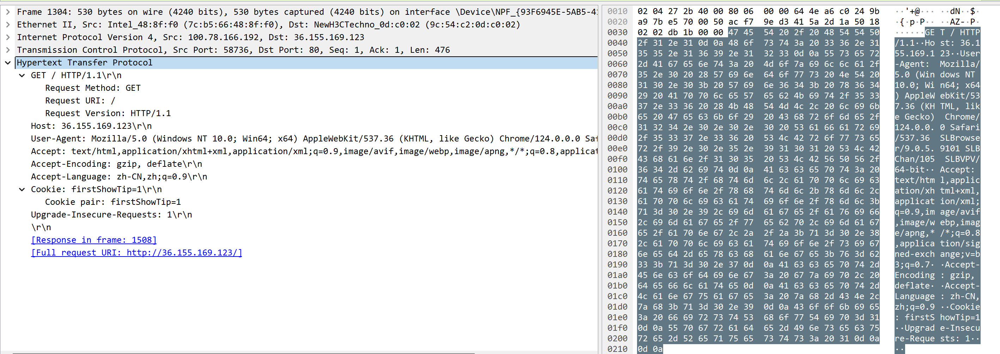 Frame 1304: 530 bytes on wire (4240 bits), 530 bytes captured (4240 bits) on interface \Device\NPF_{93F6945E-5AB5-41
Ethernet II, Src: Intel_48:8f:f0 (7c:b5:66:48:8f:f0), Dst: NewH3CTechno_0d:c0:02 (9c:54:c2:0d:c0:02)
Internet Protocol Version 4, Src: 100.78.166.192, Dst: 36.155.169.123
Transmission Control Protocol, Src Port: 58736, Dst Port: 80, Seq: 1, Ack: 1, Len: 476
Hypertext Transfer Protocol
GET / HTTP/1.1\r\n
Request Method: GET
Request URI: /
Request Version: HTTP/1.1
Host: 36.155.169.123\r\n
User-Agent: Mozilla/5.0 (Windows NT 10.0; Win64; x64) AppleWebKit/537.36 (KHTML, like Gecko) Chrome/124.0.0.0 Saf
Accept: text/html,application/xhtml+xml,application/xml;q=0.9,image/avif,image/webp,image/apng,*/*;q=0.8,applicat
Accept-Encoding: gzip, deflate\r\n
Accept-Language: zh-CN,zh;q=0.9\r\n
Cookie: firstShowTip=1\r\n
Cookie pair: firstShowTip=1
Upgrade-Insecure-Requests: 1\r\n
\r\n
[Response in frame: 1508]
[Full request URI: http://36.155.169.123/]
0010 02 04 27 2b 40 00 80 06 00 00 64 4e a6 c0 24 9b ··'+@··· ··dN··$·
0020 a9 7b e5 70 00 50 ac f7 9e d3 41 5a 2d 1a 50 18 ·{·p·P·· ··AZ-·P·
0030 02 02 db 1b 00 00 47 45 54 20 2f 20 48 54 54 50 ······GE T / HTTP
0040 2f 31 2e 31 0d 0a 48 6f 73 74 3a 20 33 36 2e 31 /1.1··Ho st: 36.1
0050 35 35 2e 31 36 39 2e 31 32 33 0d 0a 55 73 65 72 55.169.1 23··User
0060 2d 41 67 65 6e 74 3a 20 4d 6f 7a 69 6c 6c 61 2f -Agent: Mozilla/
0070 35 2e 30 20 28 57 69 6e 64 6f 77 73 20 4e 54 20 5.0 (Win dows NT
0080 31 30 2e 30 3b 20 57 69 6e 36 34 3b 20 78 36 34 10.0; Wi n64; x64
0090 29 20 41 70 70 6c 65 57 65 62 4b 69 74 2f 35 33 ) AppleW ebKit/53
00a0 37 2e 33 36 20 28 4b 48 54 4d 4c 2c 20 6c 69 6b 7.36 (KH TML, lik
00b0 65 20 47 65 63 6b 6f 29 20 43 68 72 6f 6d 65 2f e Gecko) Chrome/
00c0 31 32 34 2e 30 2e 30 2e 30 20 53 61 66 61 72 69 124.0.0. 0 Safari
00d0 2f 35 33 37 2e 33 36 20 53 4c 42 72 6f 77 73 65 /537.36 SLBrowse
00e0 72 2f 39 2e 30 2e 35 2e 39 31 30 31 20 53 4c 42 r/9.0.5. 9101 SLB
00f0 43 68 61 6e 2f 31 30 35 20 53 4c 42 56 50 56 2f Chan/105 SLBVPV/
0100 36 34 2d 62 69 74 0d 0a 41 63 63 65 70 74 3a 20 64-bit·· Accept:
0110 74 65 78 74 2f 68 74 6d 6c 2c 61 70 70 6c 69 63 text/htm l,applic
0120 61 74 69 6f 6e 2f 78 68 74 6d 6c 2b 78 6d 6c 2c ation/xh tml+xml,
0130 61 70 70 6c 69 63 61 74 69 6f 6e 2f 78 6d 6c 3b applicat ion/xml;
0140 71 3d 30 2e 39 2c 69 6d 61 67 65 2f 61 76 69 66 q=0.9,im age/avif
0150 2c 69 6d 61 67 65 2f 77 65 62 70 2c 69 6d 61 67 ,image/w ebp,imag
0160 65 2f 61 70 6e 67 2c 2a 2f 2a 3b 71 3d 30 2e 38 e/apng,* /*;q=0.8
0170 2c 61 70 70 6c 69 63 61 74 69 6f 6e 2f 73 69 67 ,applica tion/sig
0180 6e 65 64 2d 65 78 63 68 61 6e 67 65 3b 76 3d 62 ned-exch ange;v=b
0190 33 3b 71 3d 30 2e 37 0d 0a 41 63 63 65 70 74 2d 3;q=0.7· ·Accept-
01a0 45 6e 63 6f 64 69 6e 67 3a 20 67 7a 69 70 2c 20 Encoding : gzip,
01b0 64 65 66 6c 61 74 65 0d 0a 41 63 63 65 70 74 2d deflate· ·Accept-
01c0 4c 61 6e 67 75 61 67 65 3a 20 7a 68 2d 43 4e 2c Language : zh-CN,
01d0 7a 68 3b 71 3d 30 2e 39 0d 0a 43 6f 6f 6b 69 65 zh;q=0.9 ··Cookie
01e0 3a 20 66 69 72 73 74 53 68 6f 77 54 69 70 3d 31 : firstS howTip=1
01f0 0d 0a 55 70 67 72 61 64 65 2d 49 6e 73 65 63 75 ··Upgrad e-Insecu
0200 72 65 2d 52 65 71 75 65 73 74 73 3a 20 31 0d 0a re-Reque sts: 1··
0210 0d 0a ··